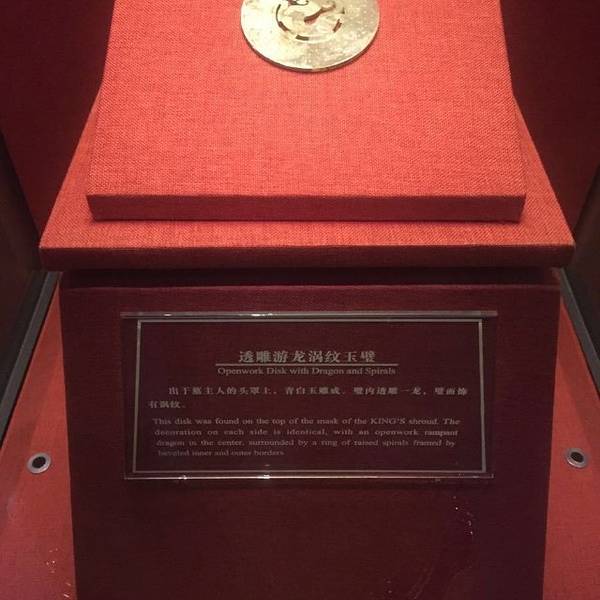 透雕游龙涡纹玉璧
Openwork Disk with Dragon and Spirals
出于墓主人的头罩上，青白玉雕成。璧内透雕一龙，璧面饰
有涡纹。
This disk was found on the top of the mask of the KING'S shroud. The
decoration on each side is identical, with an openwork rampant
dragon in the center, surrounded by a ring of raised spirals framed by
beveled inner and outer borders